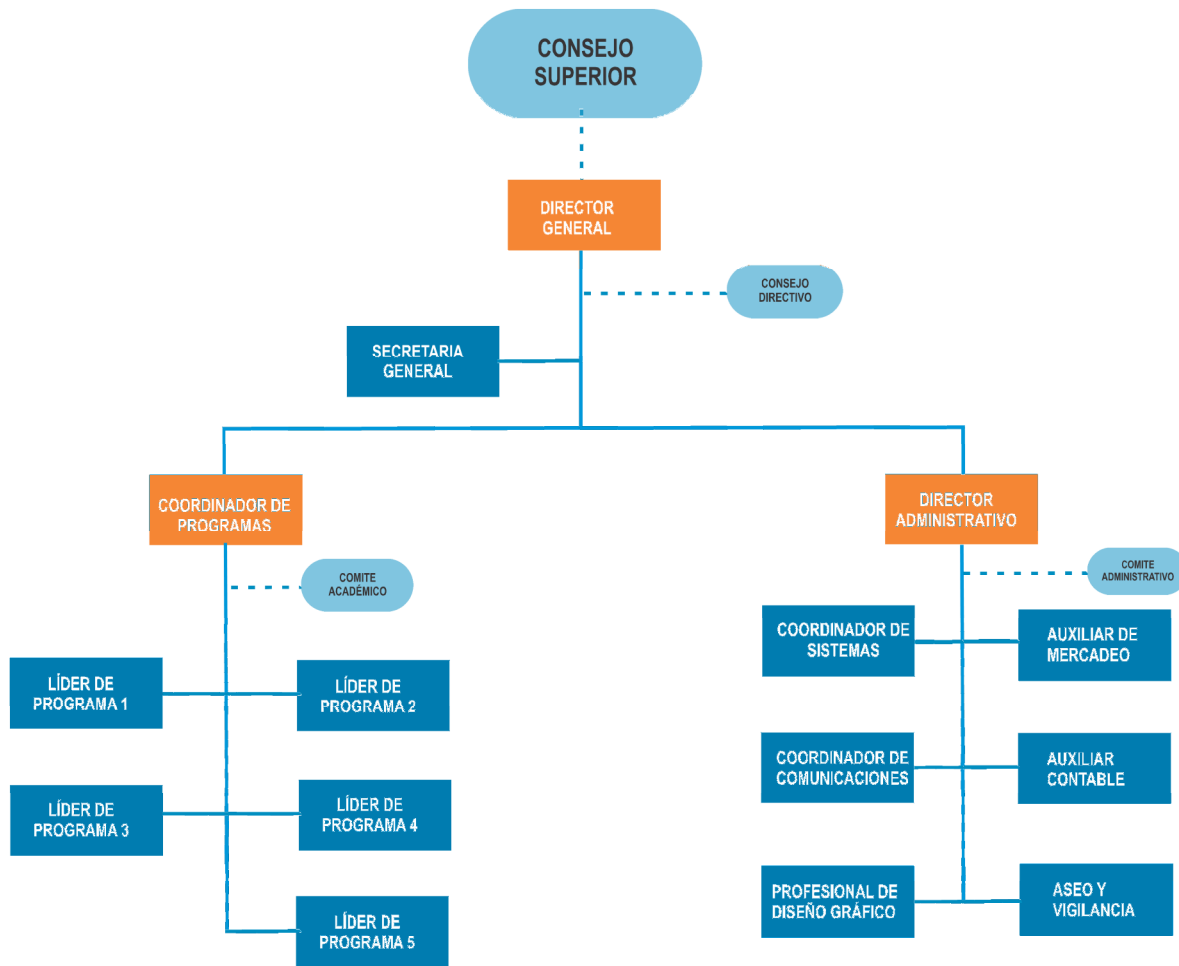 CONSEJO
SUPERIOR
DIRECTOR
GENERAL
CONSEJO
DIRECTIVO
SECRETARIA
GENERAL
COORDINADOR DE
PROGRAMAS
DIRECTOR
ADMINISTRATIVO
COMITE
ACADÉMICO
COMITE
ADMINISTRATIVO
LÍDER DE
PROGRAMA 1
LÍDER DE
PROGRAMA 2
LÍDER DE
PROGRAMA 3
LÍDER DE
PROGRAMA 4
LÍDER DE
PROGRAMA 5
COORDINADOR DE
SISTEMAS
AUXILIAR DE
MERCADEO
COORDINADOR DE
COMUNICACIONES
AUXILIAR
CONTABLE
PROFESIONAL DE
DISEÑO GRÁFICO
ASEO Y
VIGILANCIA